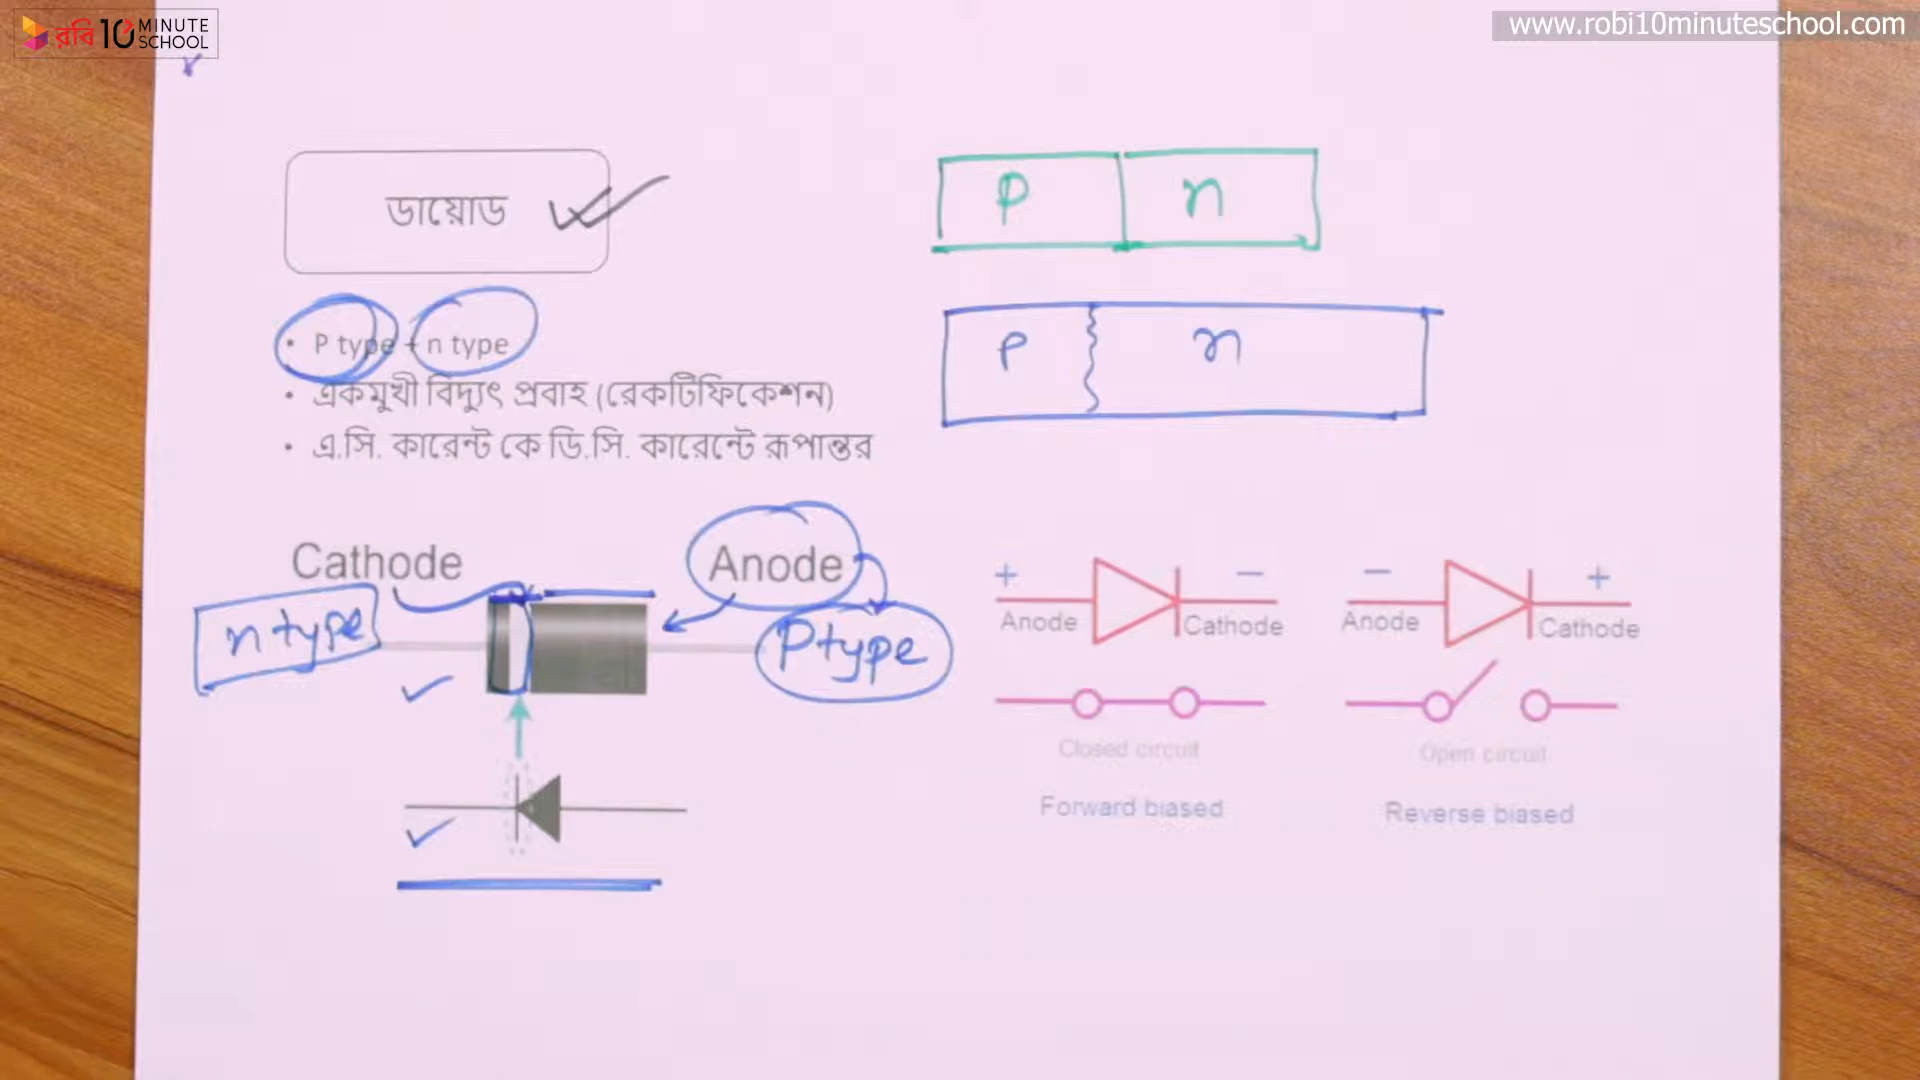 রবি 10 MINUTE SCHOOL
www.robi10minuteschool.com
ডায়োড
P n
• P type + n type
P n
• একমুখী বিদ্যুৎ প্রবাহ (রেকটিফিকেশন)
• এ.সি. কারেন্ট কে ডি.সি. কারেন্টে রূপান্তর
Cathode Anode
n type P type
+ −
Anode Cathode
− +
Anode Cathode
Closed circuit
Open circuit
Forward biased
Reverse biased